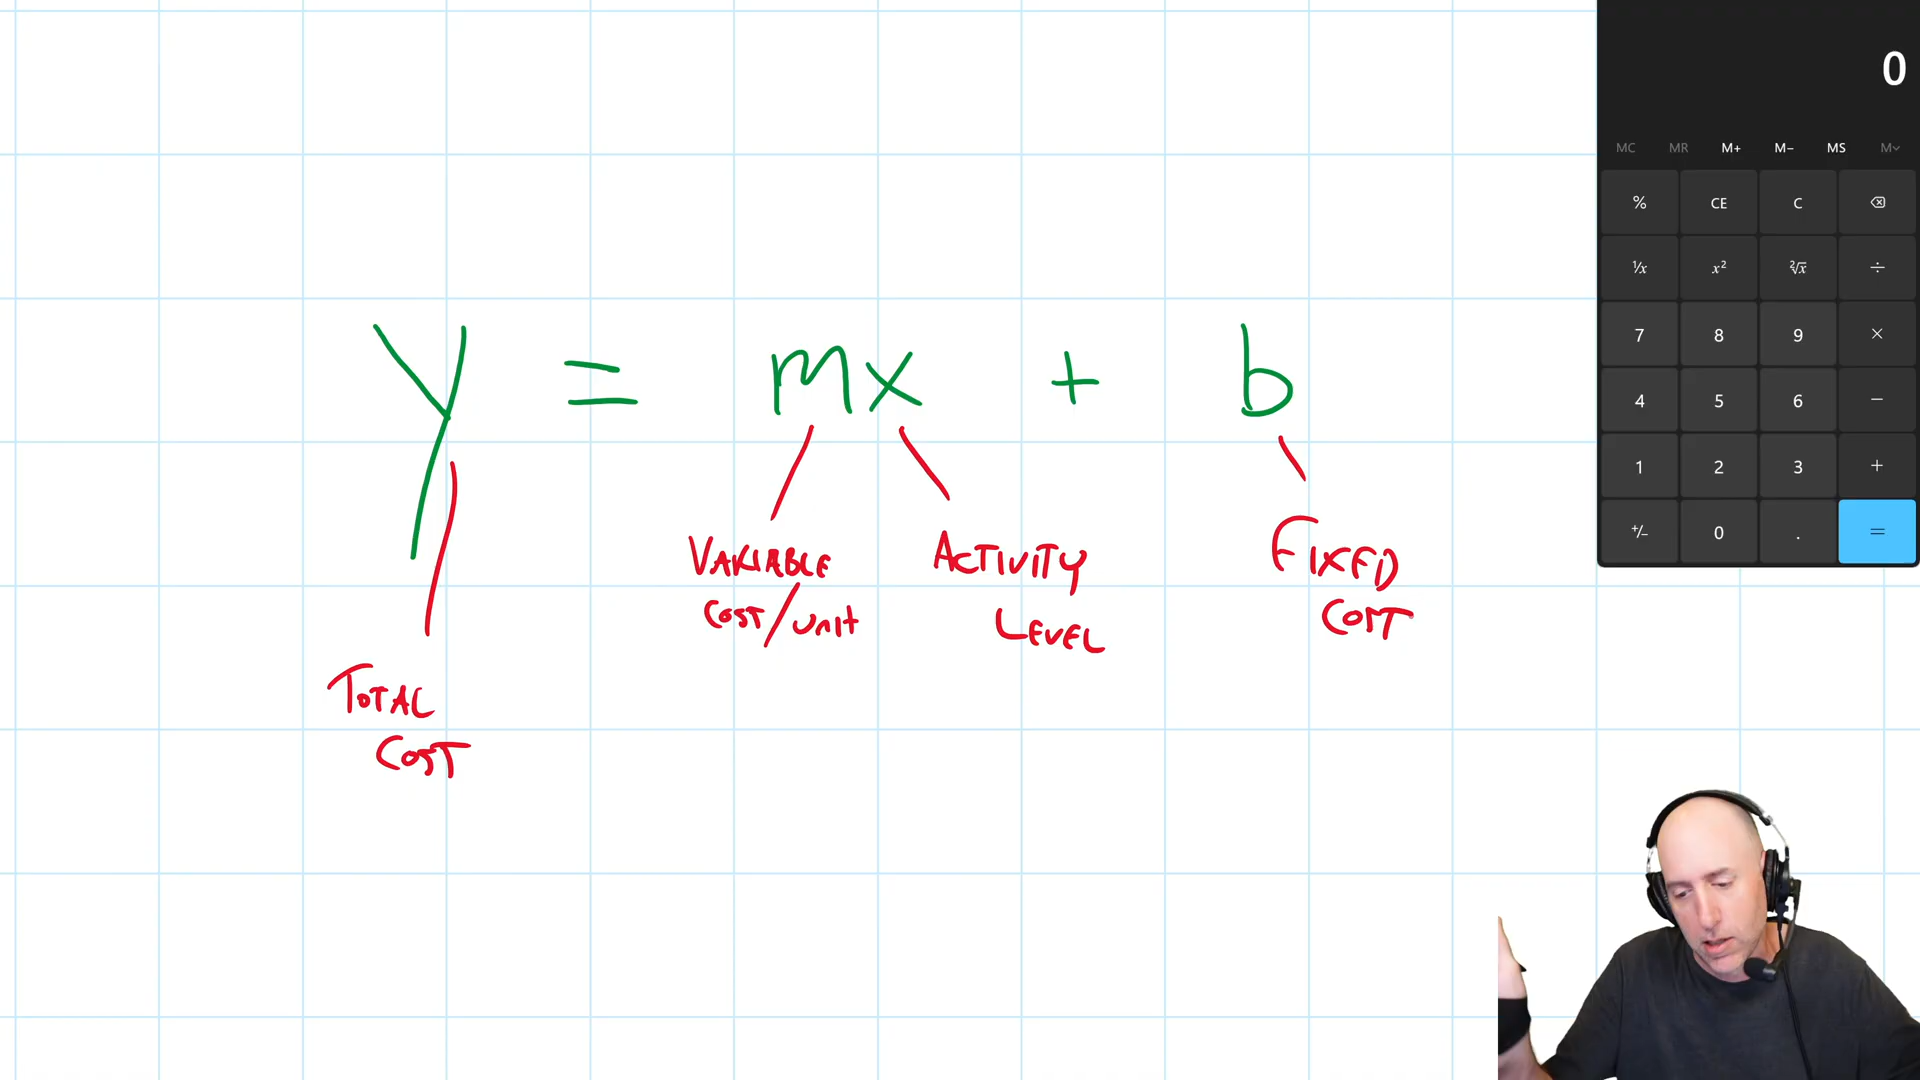 y = mx + b
VARIABLE
COST/UNIT
ACTIVITY
LEVEL
FIXED
COST
TOTAL
COST
0
MC MR M+ M− MS M˅
% CE C ⌫
¹/x x² ²√x ÷
7 8 9 ×
4 5 6 −
1 2 3 +
+/− 0 . =